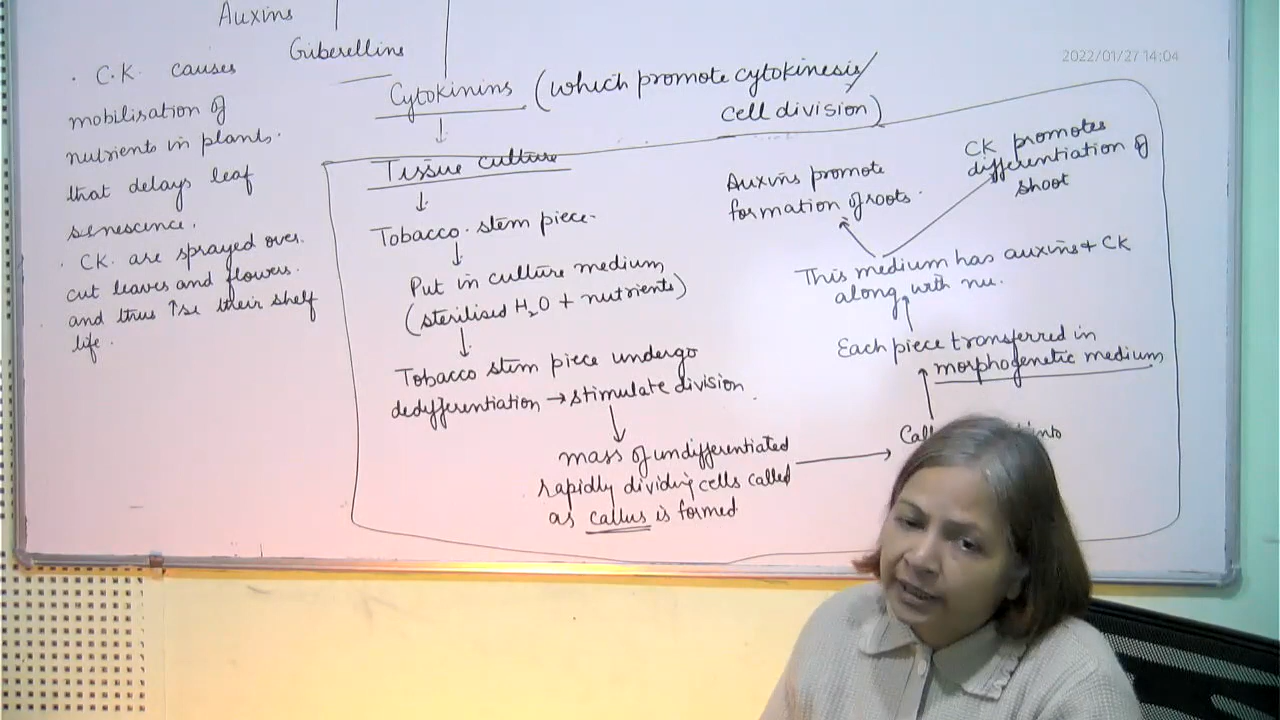 Auxins
Giberellins
2022/01/27 14:04
Cytokinins (which promote cytokinesis/
cell division)
· C.K. causes
mobilisation of
nutrients in plants.
that delays leaf
senescence.
· CK. are sprayed over
cut leaves and flowers.
and thus ↑se their shelf
life.
↓
Tissue culture
↓
Tobacco stem piece
↓
Put in culture medium
(sterilised H₂O + nutrients)
↓
Tobacco stem piece undergo
dedifferentiation → stimulate division
↓
mass of undifferentiated
rapidly dividing cells called
as callus is formed
into
Each piece transferred in
morphogenetic medium
This medium has auxins + CK
along with nu.
Auxins promote
formation of roots.
CK promotes
differentiation of
shoot